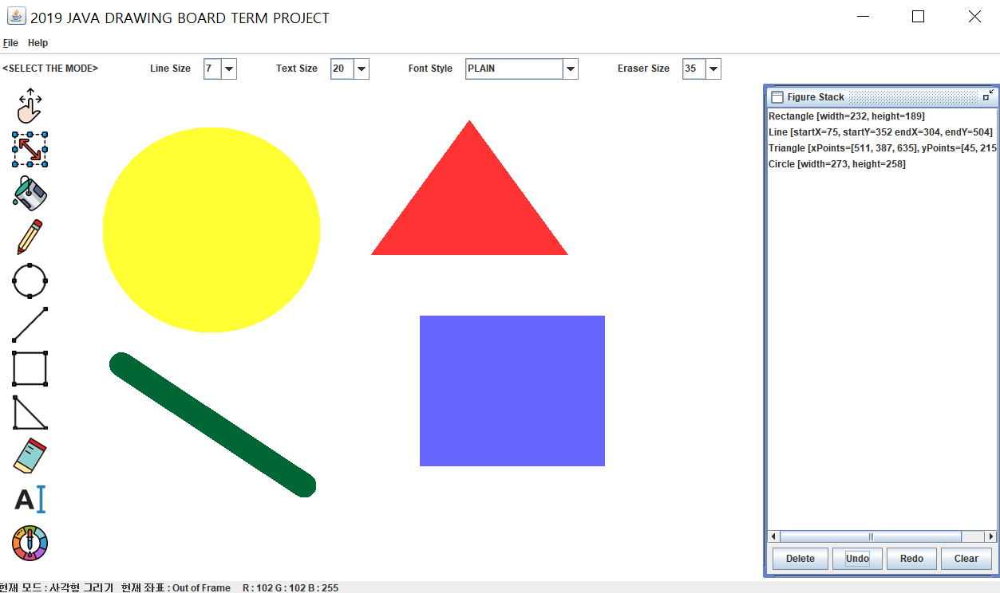 2019 JAVA DRAWING BOARD TERM PROJECT
File Help
<SELECT THE MODE> Line Size 7 Text Size 20 Font Style PLAIN Eraser Size 35
Figure Stack
Rectangle [width=232, height=189]
Line [startX=75, startY=352 endX=304, endY=504]
Triangle [xPoints=[511, 387, 635], yPoints=[45, 215
Circle [width=273, height=258]
A
Delete Undo Redo Clear
현재 모드 : 사각형 그리기 현재 좌표 : Out of Frame R : 102 G : 102 B : 255